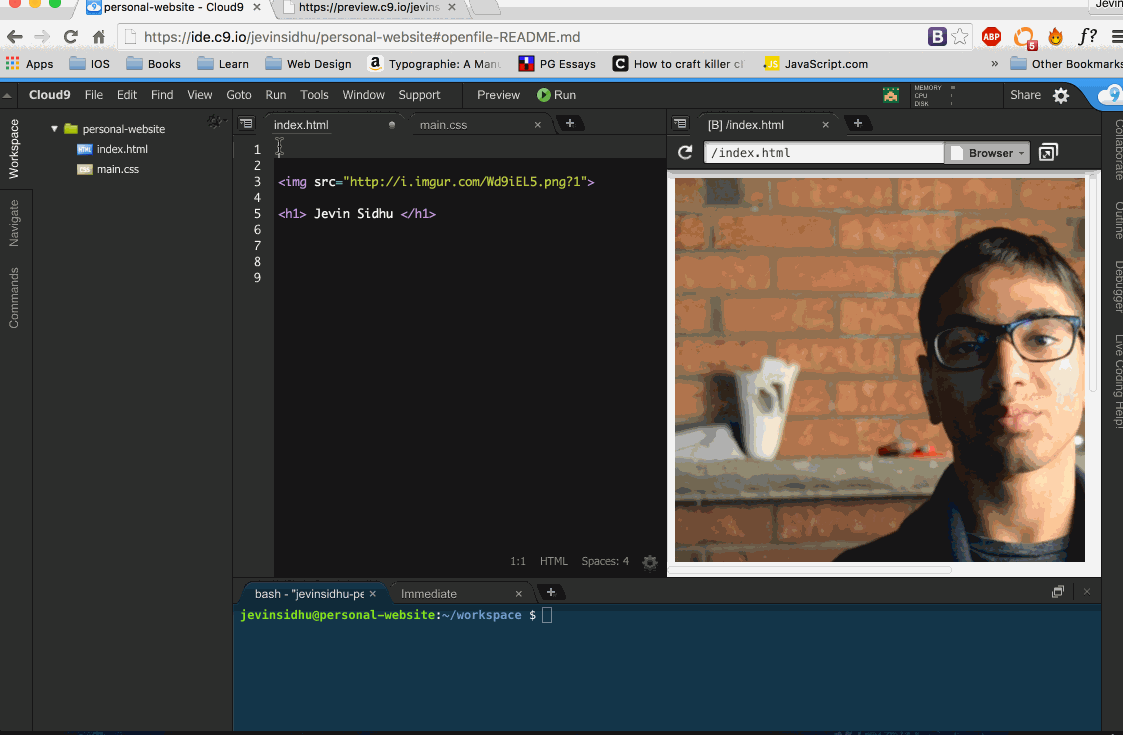 personal-website - Cloud9
https://preview.c9.io/jevins
Jevin
https://ide.c9.io/jevinsidhu/personal-website#openfile-README.md
B
ABP
5
f?
Apps
IOS
Books
Learn
Web Design
a
Typographie: A Manu
PG Essays
C
How to craft killer ci
JS
JavaScript.com
»
Other Bookmarks
Cloud9
File
Edit
Find
View
Goto
Run
Tools
Window
Support
Preview
Run
MEMORY
CPU
DISK
Share
9
Workspace
Navigate
Commands
personal-website
index.html
main.css
index.html
main.css
1
2
3 <img src="http://i.imgur.com/Wd9iEL5.png?1">
4
5 <h1> Jevin Sidhu </h1>
6
7
8
9
1:1 HTML Spaces: 4
[B] /index.html
/index.html
Browser
Collaborate
Outline
Debugger
Live Coding Help!
bash - "jevinsidhu-pe
Immediate
jevinsidhu@personal-website:~/workspace $